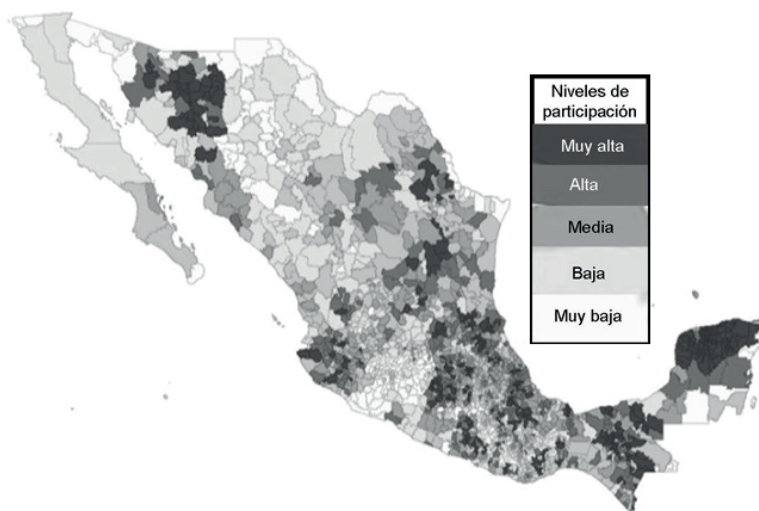 Niveles de
participación
Muy alta
Alta
Media
Baja
Muy baja